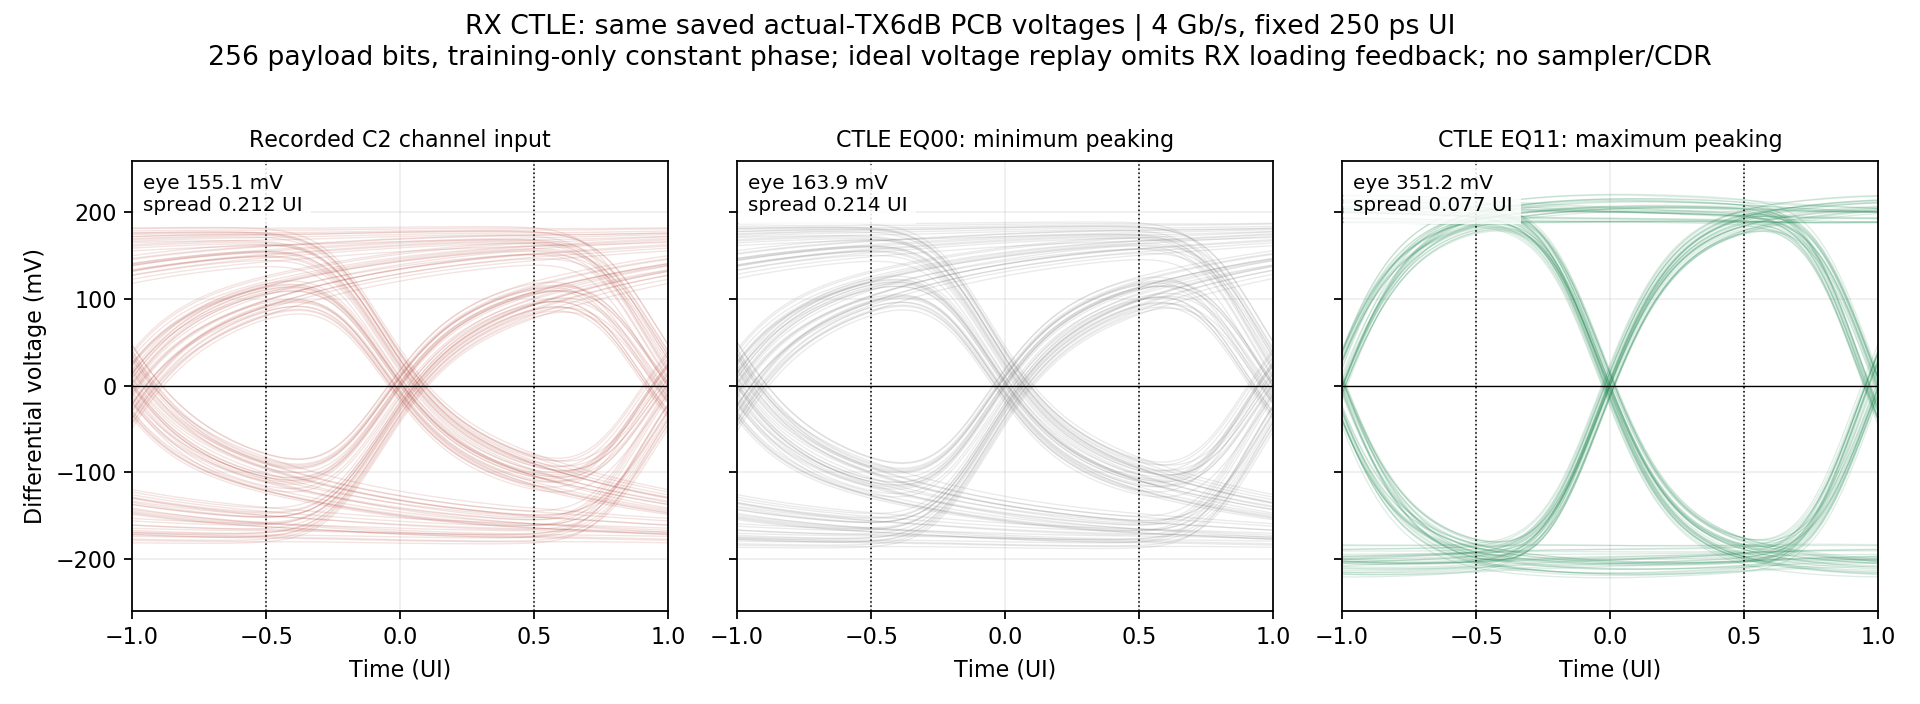 RX CTLE: same saved actual-TX6dB PCB voltages | 4 Gb/s, fixed 250 ps UI
256 payload bits, training-only constant phase; ideal voltage replay omits RX loading feedback; no sampler/CDR
Recorded C2 channel input
CTLE EQ00: minimum peaking
CTLE EQ11: maximum peaking
eye 155.1 mV
spread 0.212 UI
eye 163.9 mV
spread 0.214 UI
eye 351.2 mV
spread 0.077 UI
Differential voltage (mV)
200
100
0
−100
−200
−1.0 −0.5 0.0 0.5 1.0
−1.0 −0.5 0.0 0.5 1.0
−1.0 −0.5 0.0 0.5 1.0
Time (UI)
Time (UI)
Time (UI)